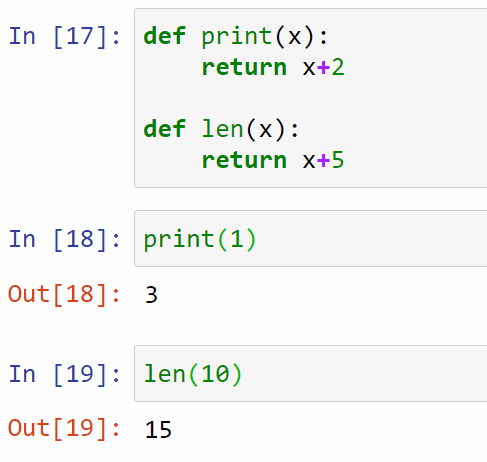 In [17]: def print(x):
    return x+2

def len(x):
    return x+5
In [18]: print(1)
Out[18]: 3
In [19]: len(10)
Out[19]: 15